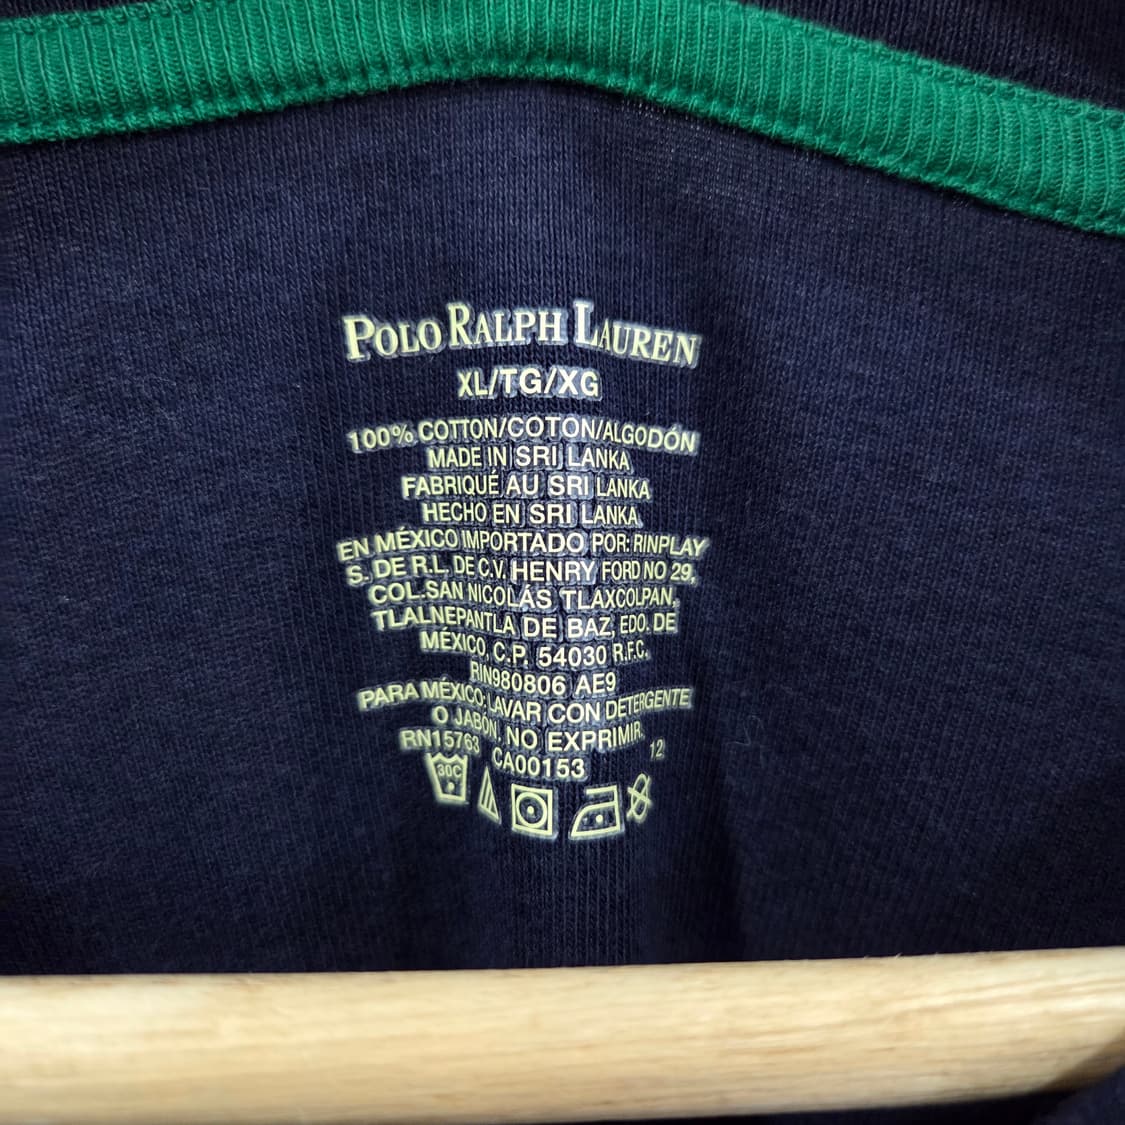 POLO RALPH LAUREN
XL/TG/XG
100% COTTON/COTON/ALGODÓN
MADE IN SRI LANKA
FABRIQUÉ AU SRI LANKA
HECHO EN SRI LANKA
EN MÉXICO IMPORTADO POR: RINPLAY
S. DE R.L. DE C.V. HENRY FORD NO 29,
COL.SAN NICOLÁS TLAXCOLPAN,
TLALNEPANTLA DE BAZ, EDO. DE
MÉXICO, C.P. 54030 R.F.C.
RIN980806 AE9
PARA MÉXICO: LAVAR CON DETERGENTE
O JABÓN, NO EXPRIMIR.
RN15763 CA00153 12
30C